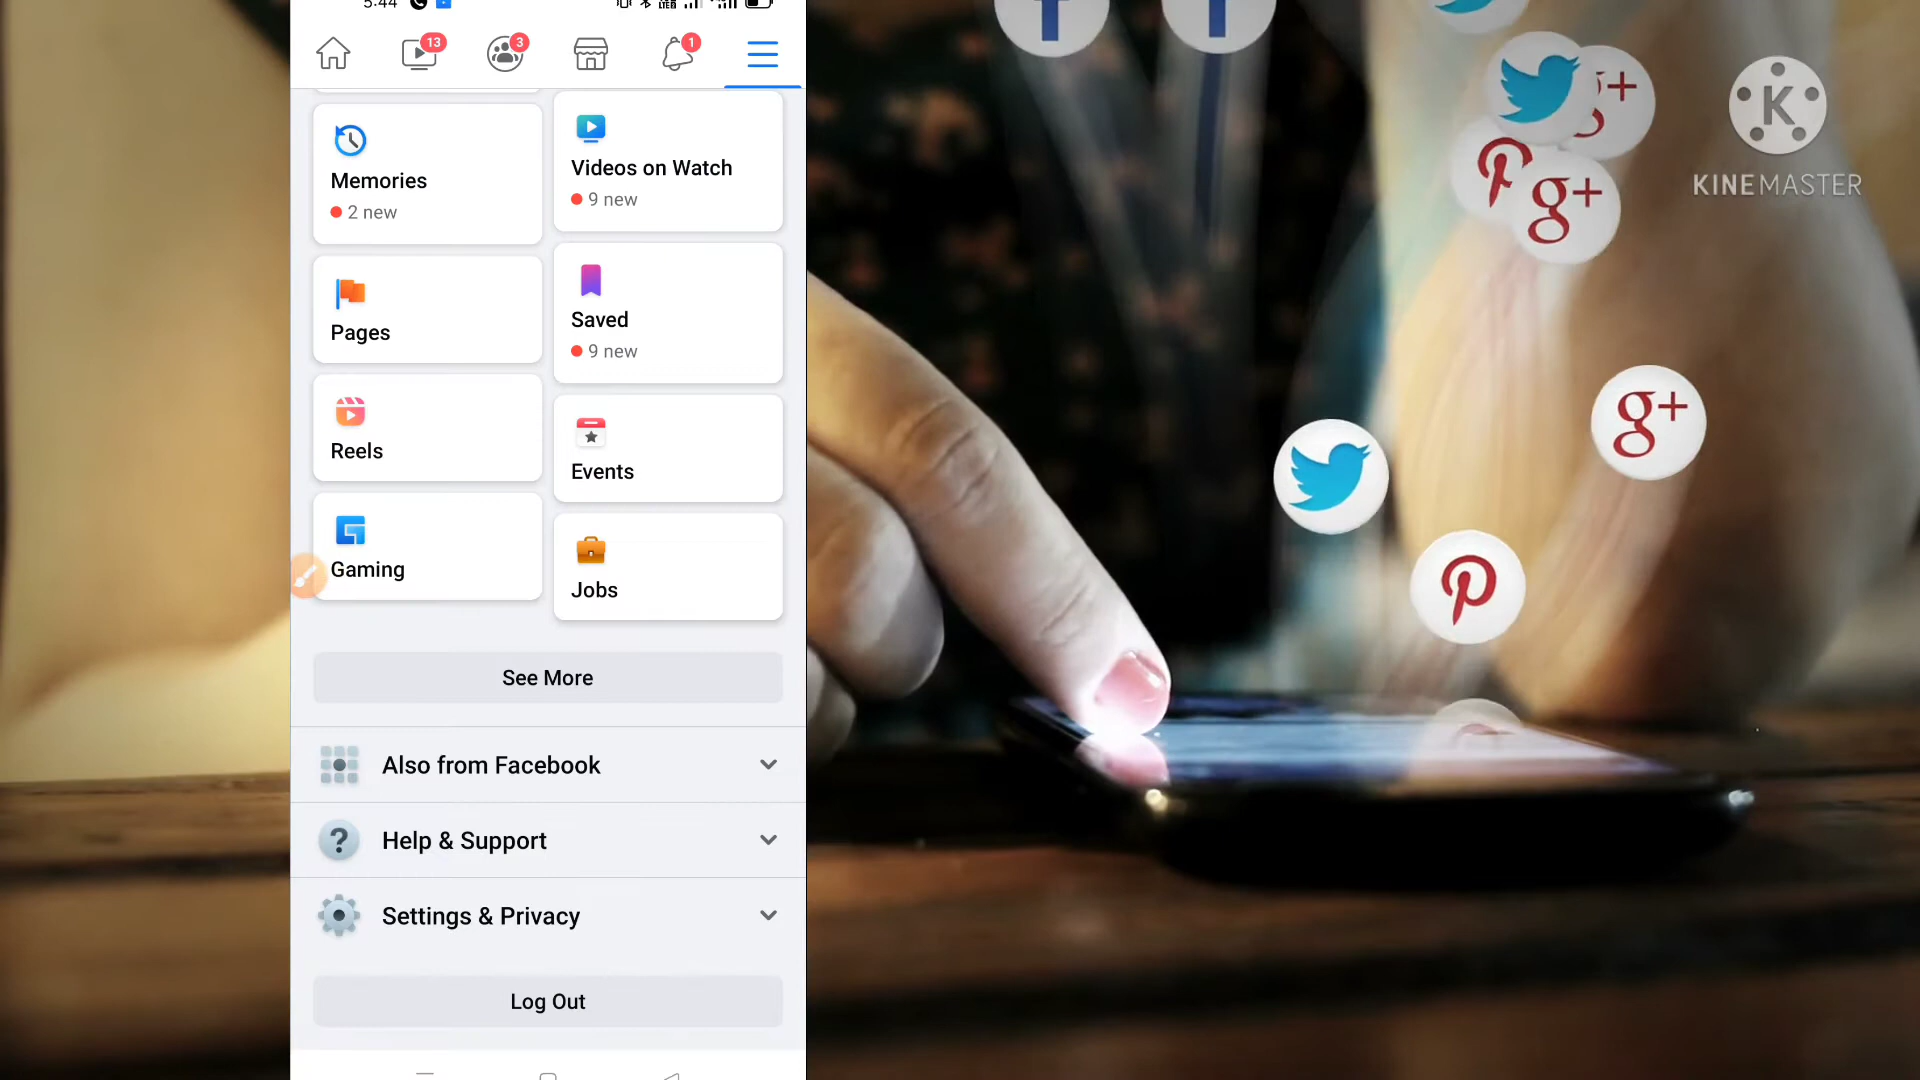 5:44
13
3
1
Memories
2 new
Videos on Watch
9 new
Pages
Saved
9 new
Reels
Events
Gaming
Jobs
See More
Also from Facebook
? Help & Support
Settings & Privacy
Log Out
f
f
g+
g+
g+
K
KINEMASTER